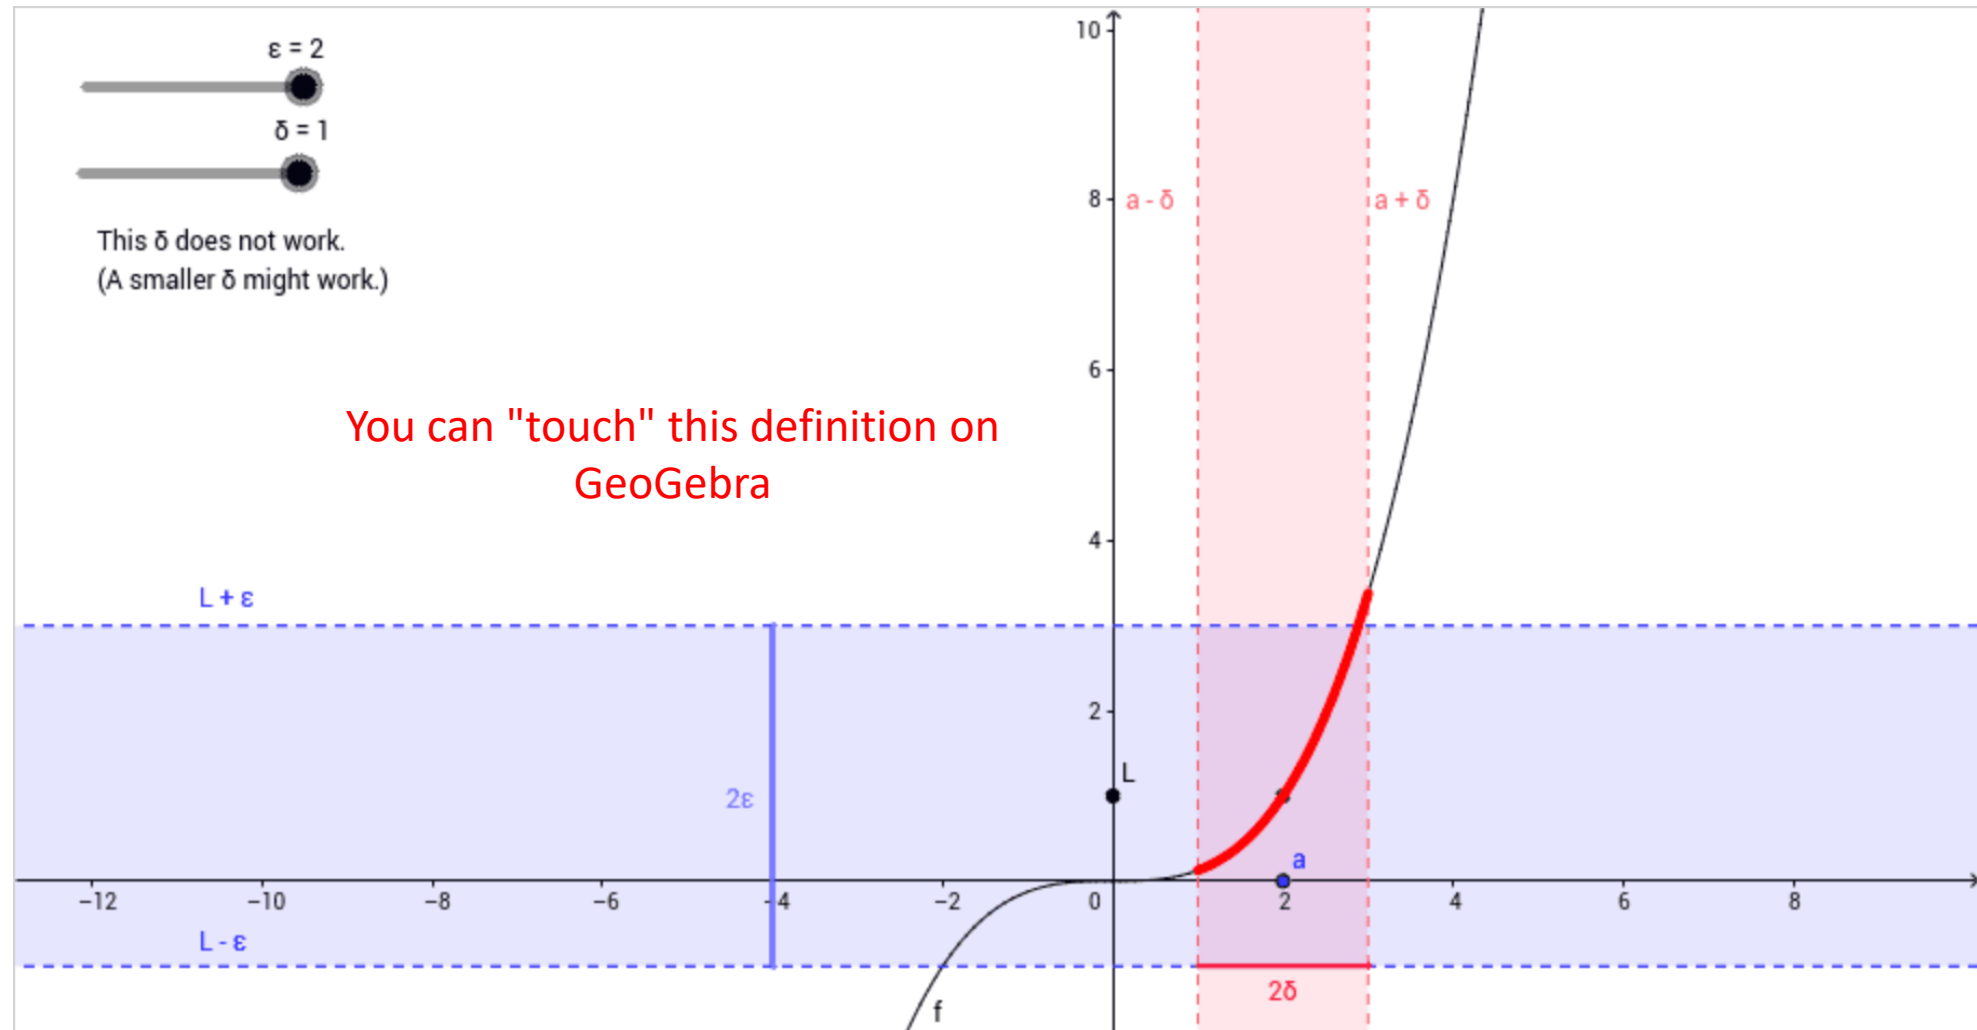 ε = 2
δ = 1
This δ does not work.
(A smaller δ might work.)
You can "touch" this definition on
GeoGebra
10
8
a - δ
a + δ
6
4
L + ε
2
L
2ε
a
−12
−10
−8
−6
−4
−2
0
2
4
6
8
L - ε
2δ
f